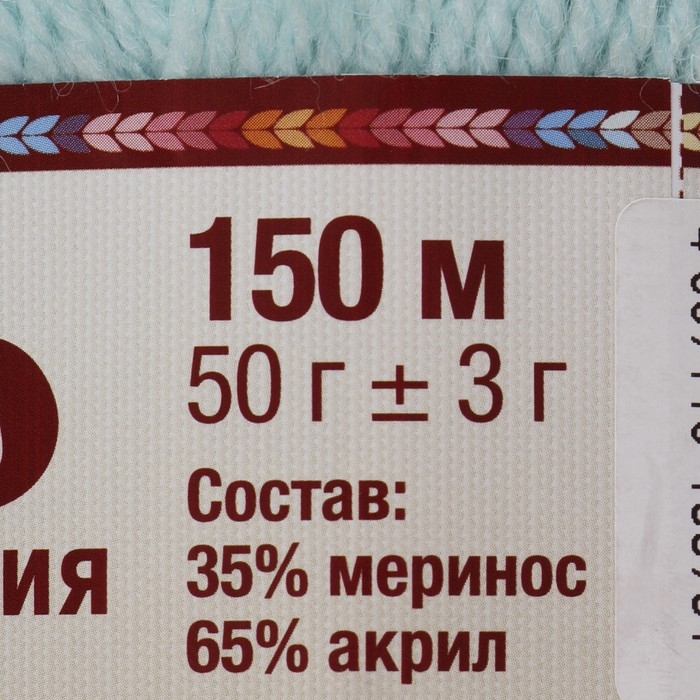 150 м
50 г ± 3 г
Состав:
35% меринос
65% акрил